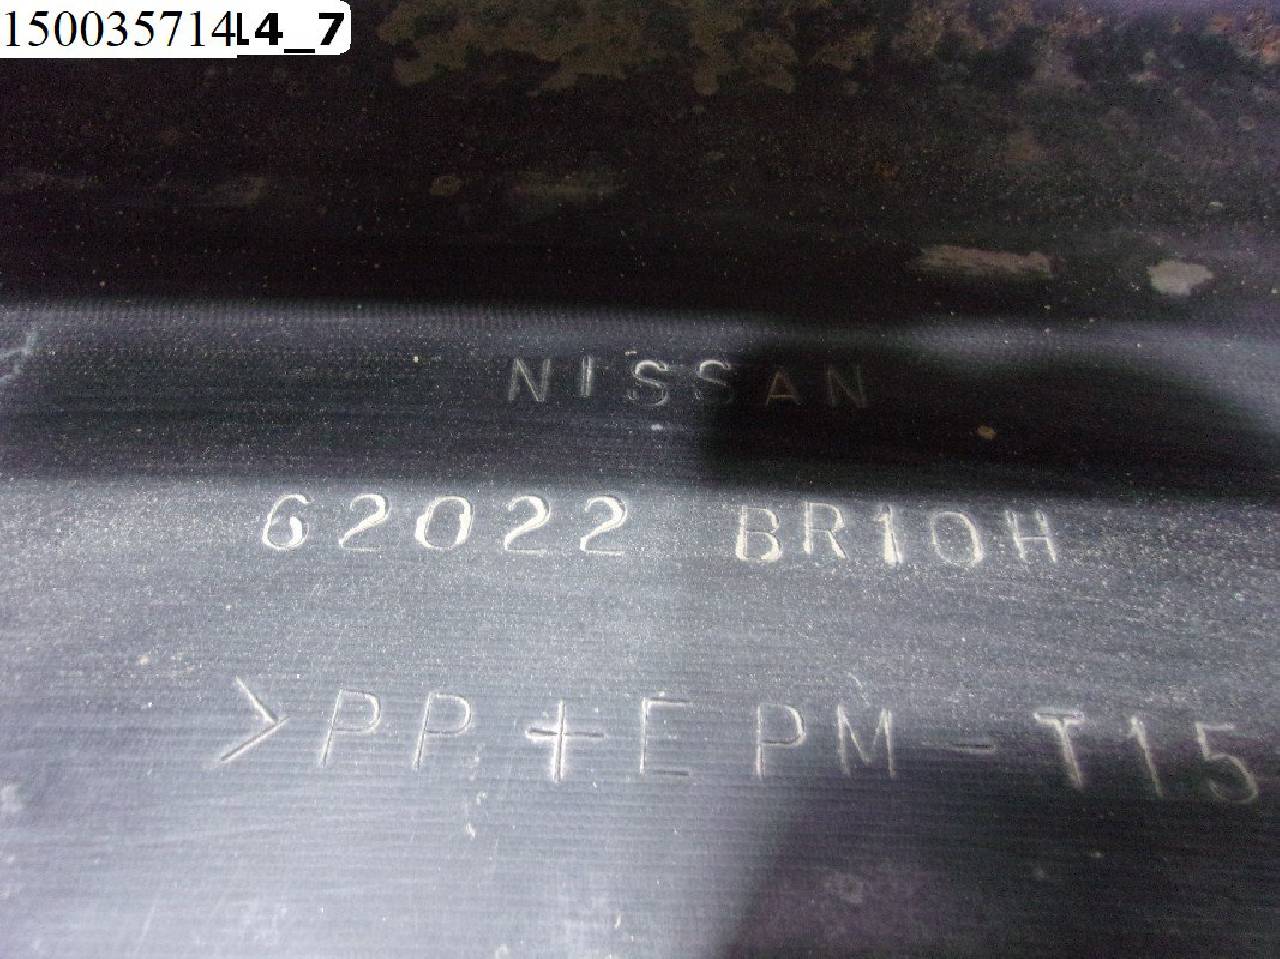 150035714L4_7
NISSAN
62022 BR10H
>PP+EPM-T15